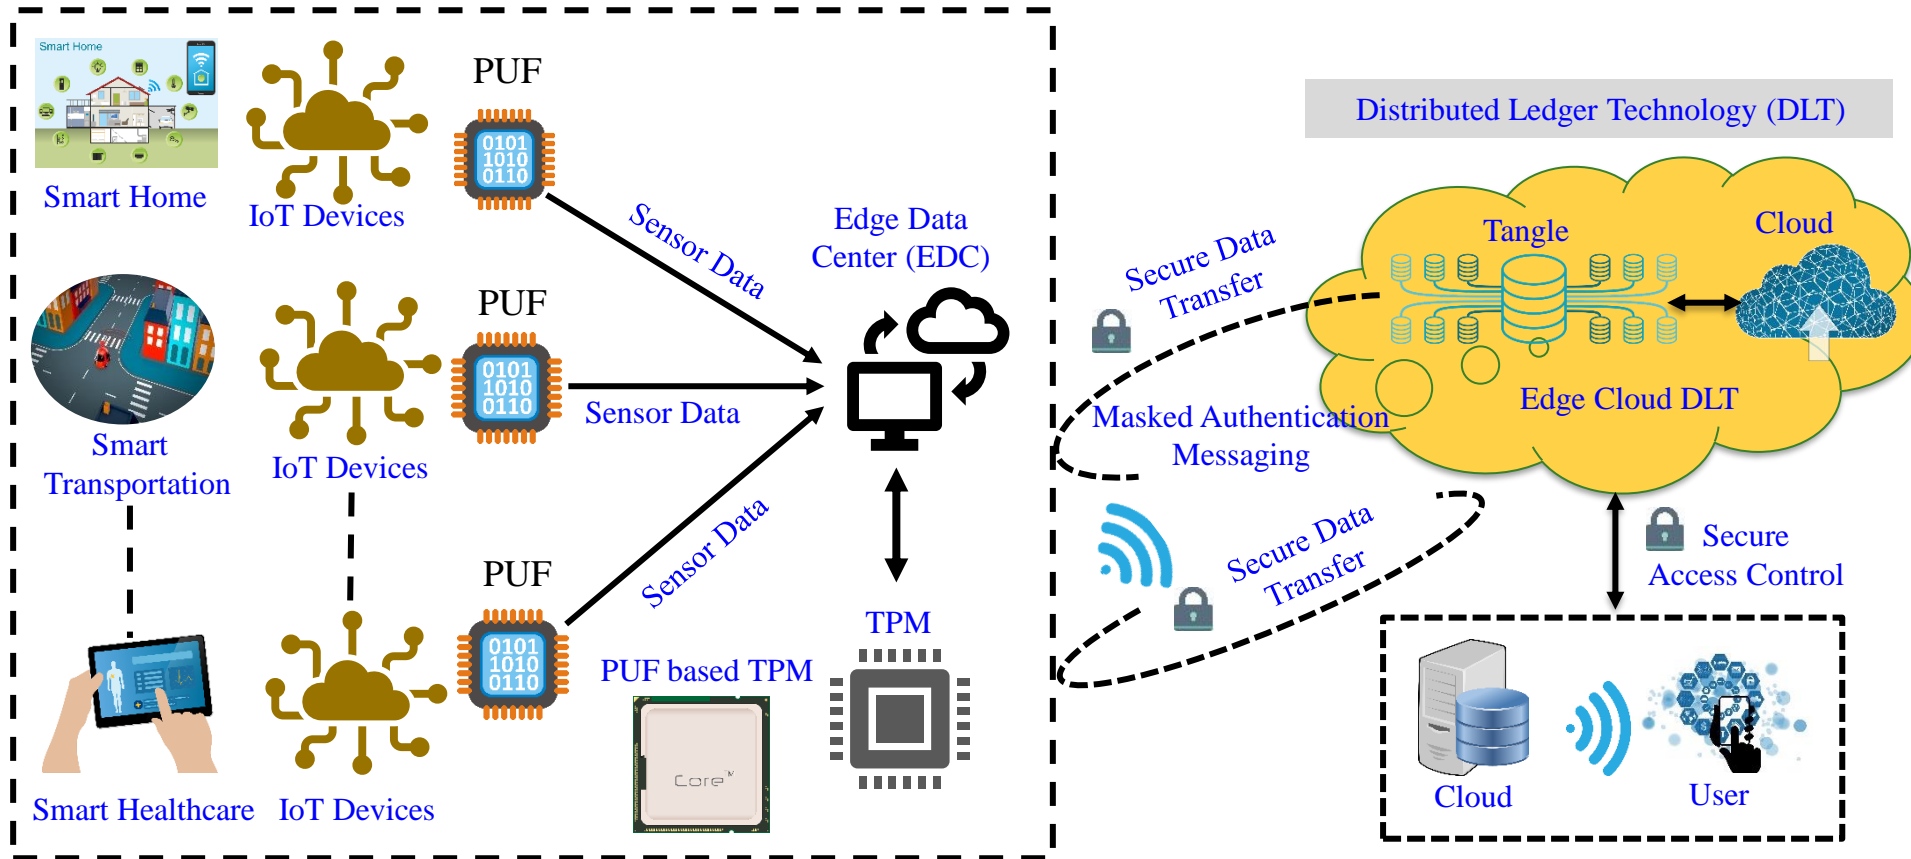 Smart Home
Smart Home
IoT Devices
PUF
0101
1010
0110
Sensor Data
Edge Data
Center (EDC)
Smart
Transportation
IoT Devices
PUF
0101
1010
0110
Sensor Data
Smart Healthcare
IoT Devices
PUF
0101
1010
0110
Sensor Data
PUF based TPM
Core™
TPM
Secure Data
Transfer
Masked Authentication
Messaging
Secure Data
Transfer
Distributed Ledger Technology (DLT)
Tangle
Cloud
Edge Cloud DLT
Secure
Access Control
Cloud
User